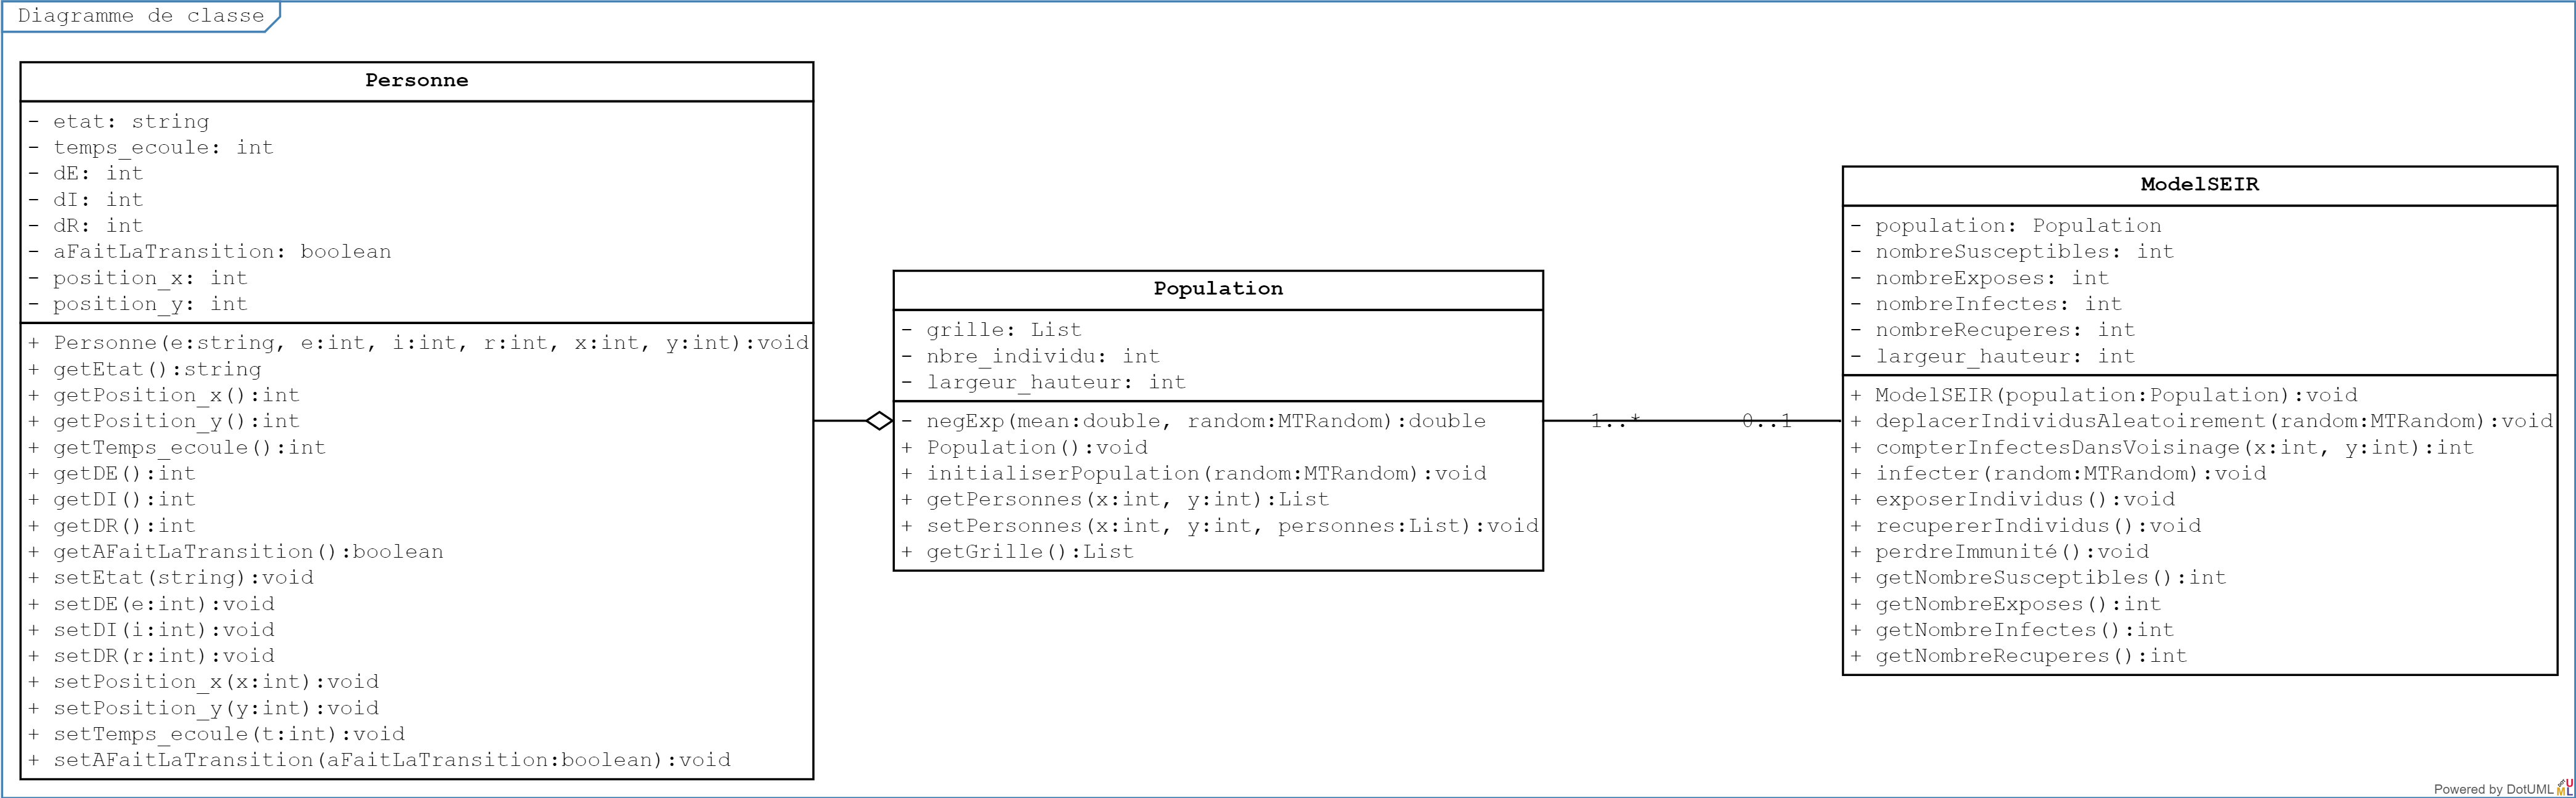 Diagramme de classe
Personne
- etat: string
- temps_ecoule: int
- dE: int
- dI: int
- dR: int
- aFaitLaTransition: boolean
- position_x: int
- position_y: int
+ Personne(e:string, e:int, i:int, r:int, x:int, y:int):void
+ getEtat():string
+ getPosition_x():int
+ getPosition_y():int
+ getTemps_ecoule():int
+ getDE():int
+ getDI():int
+ getDR():int
+ getAFaitLaTransition():boolean
+ setEtat(string):void
+ setDE(e:int):void
+ setDI(i:int):void
+ setDR(r:int):void
+ setPosition_x(x:int):void
+ setPosition_y(y:int):void
+ setTemps_ecoule(t:int):void
+ setAFaitLaTransition(aFaitLaTransition:boolean):void
Population
- grille: List
- nbre_individu: int
- largeur_hauteur: int
- negExp(mean:double, random:MTRandom):double
+ Population():void
+ initialiserPopulation(random:MTRandom):void
+ getPersonnes(x:int, y:int):List
+ setPersonnes(x:int, y:int, personnes:List):void
+ getGrille():List
1..*
0..1
ModelSEIR
- population: Population
- nombreSusceptibles: int
- nombreExposes: int
- nombreInfectes: int
- nombreRecuperes: int
- largeur_hauteur: int
+ ModelSEIR(population:Population):void
+ deplacerIndividusAleatoirement(random:MTRandom):void
+ compterInfectesDansVoisinage(x:int, y:int):int
+ infecter(random:MTRandom):void
+ exposerIndividus():void
+ recupererIndividus():void
+ perdreImmunité():void
+ getNombreSusceptibles():int
+ getNombreExposes():int
+ getNombreInfectes():int
+ getNombreRecuperes():int
Powered by DotUML